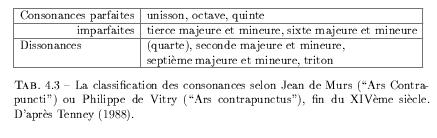 Consonances parfaites | unisson, octave, quinte
imparfaites | tierce majeure et mineure, sixte majeure et mineure
Dissonances | (quarte), seconde majeure et mineure,
septième majeure et mineure, triton
TAB. 4.3 – La classification des consonances selon Jean de Murs (“Ars Contra-
puncti”) ou Philippe de Vitry (“Ars contrapunctus”), fin du XIVème siècle.
D'après Tenney (1988).